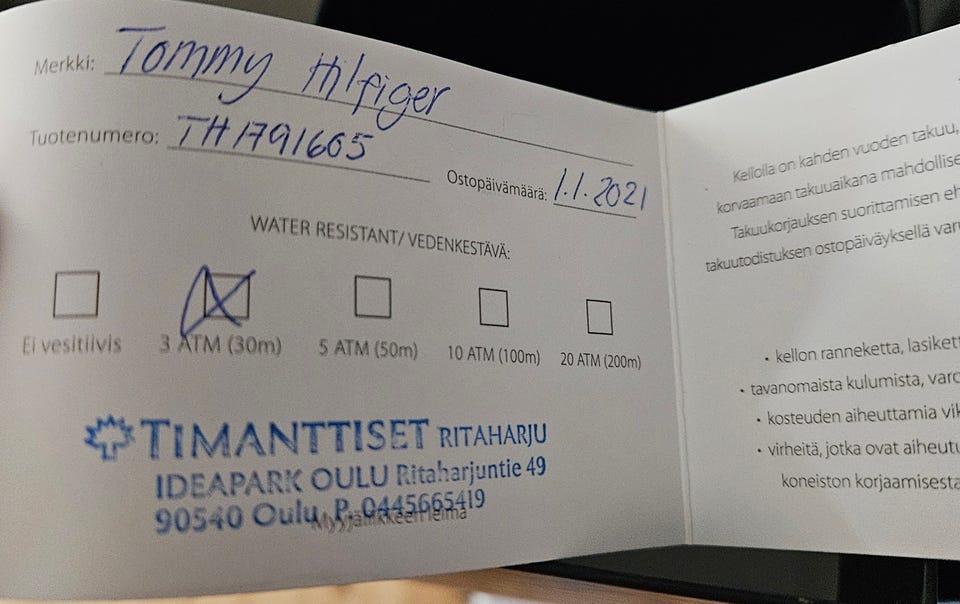 Merkki: Tommy Hilfiger
Tuotenumero: TH1791605
Ostopäivämäärä: 1.1.2021
WATER RESISTANT/ VEDENKESTÄVÄ:
Ei vesitiivis 3 ATM (30m) 5 ATM (50m) 10 ATM (100m) 20 ATM (200m)
TIMANTTISET RITAHARJU
IDEAPARK OULU Ritaharjuntie 49
90540 Oulu, P. 0445665419
Myyjäliikkeen leima
Kellolla on kahden vuoden takuu,
korvaamaan takuuaikana mahdollise
Takuukorjauksen suorittamisen eh
takuutodistuksen ostopäiväyksellä varu
• kellon ranneketta, lasikett
• tavanomaista kulumista, varo
• kosteuden aiheuttamia vik
• virheitä, jotka ovat aiheutu
koneiston korjaamisesta